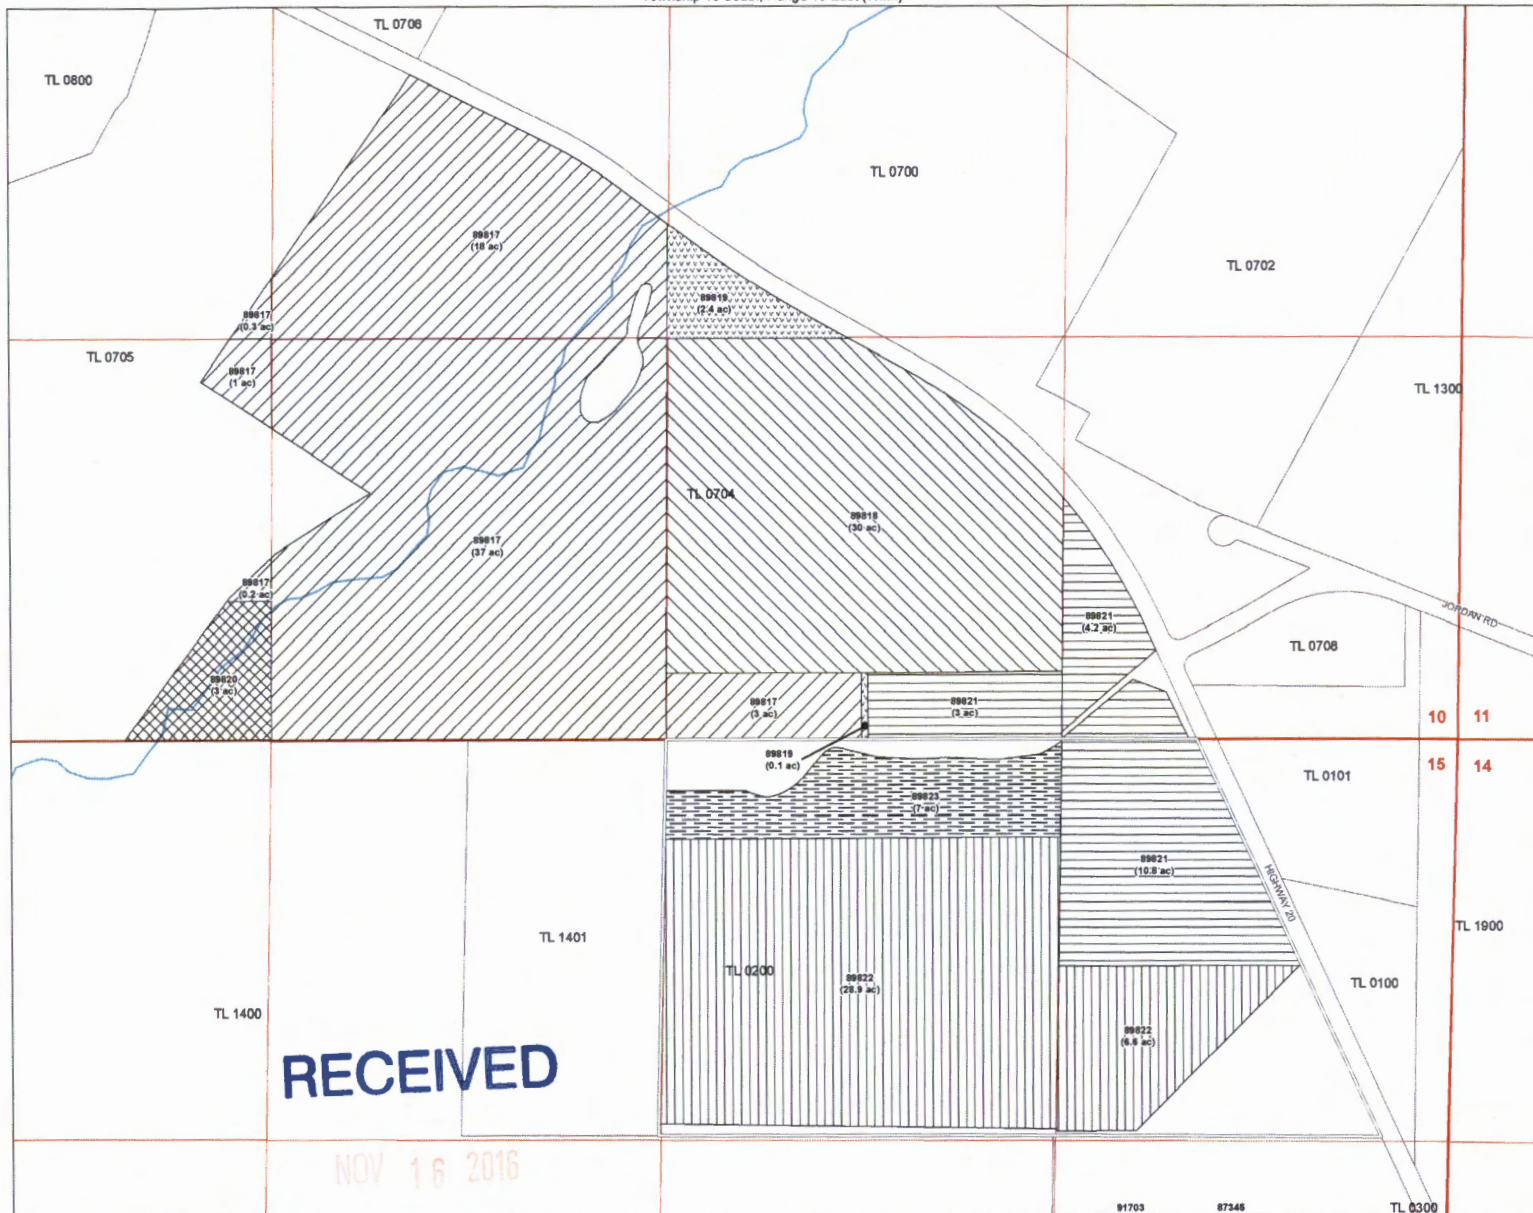 TL 0706
TL 0800
TL 0700
89817
(18 ac)
TL 0702
89819
(2.4 ac)
89817
(0.3 ac)
TL 0705
89817
(1 ac)
TL 1300
TL 0704
89818
(30 ac)
89817
(37 ac)
89817
(0.2 ac)
JORDAN RD
89821
(4.2 ac)
TL 0708
89820
(3 ac)
89817
(3 ac)
89821
(3 ac)
10 11
89819
(0.1 ac)
15 14
TL 0101
89823
(7 ac)
89821
(10.8 ac)
HIGHWAY 20
TL 1900
TL 1401
TL 0200
89822
(28.9 ac)
TL 0100
TL 1400
89822
(6.6 ac)
RECEIVED
NOV 16 2016
91703 87346
TL 0300